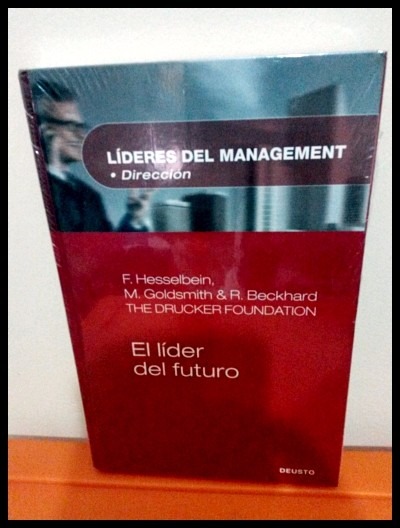 LÍDERES DEL MANAGEMENT
• Dirección
F. Hesselbein,
M. Goldsmith & R. Beckhard
THE DRUCKER FOUNDATION
El líder
del futuro
DEUSTO